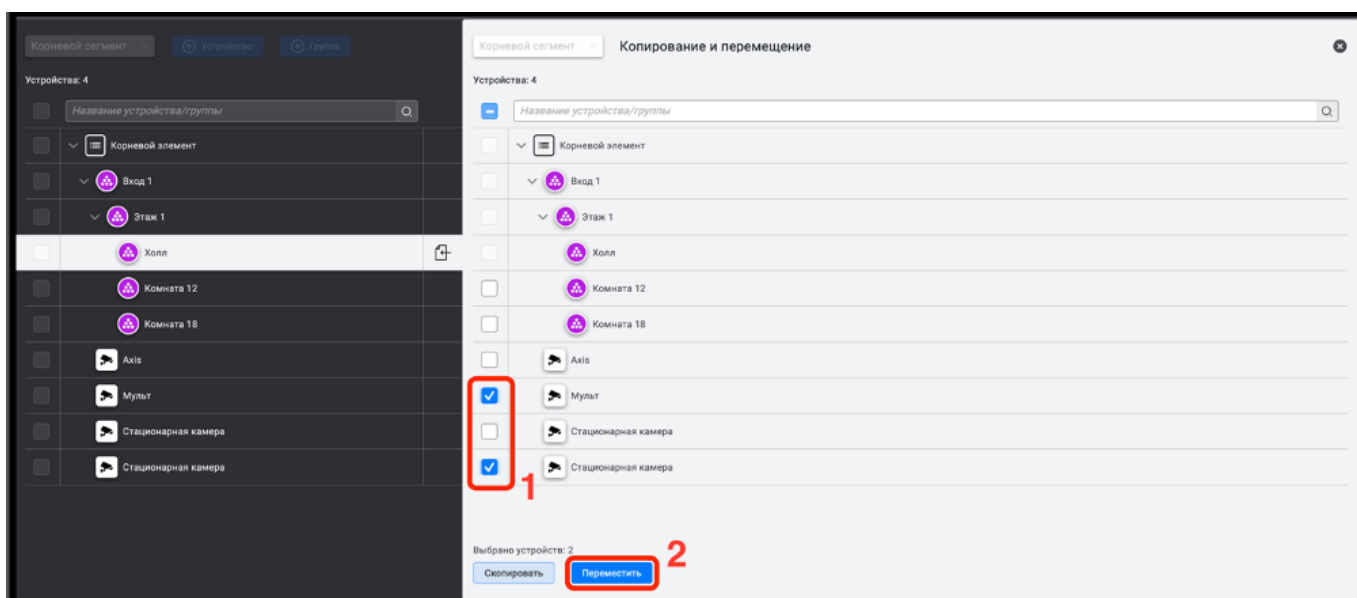 Корневой сегмент
Устройство
Группа
Устройства: 4
Название устройства/группы
Корневой элемент
Вход 1
Этаж 1
Холл
Комната 12
Комната 18
Axis
Мульт
Стационарная камера
Стационарная камера
Корневой сегмент
Копирование и перемещение
Устройства: 4
Название устройства/группы
Корневой элемент
Вход 1
Этаж 1
Холл
Комната 12
Комната 18
Axis
Мульт
Стационарная камера
Стационарная камера
1
Выбрано устройств: 2
2
Скопировать
Переместить